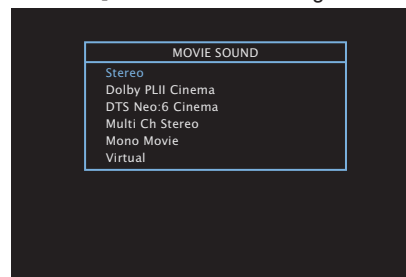 MOVIE SOUND
Stereo
Dolby PLII Cinema
DTS Neo:6 Cinema
Multi Ch Stereo
Mono Movie
Virtual